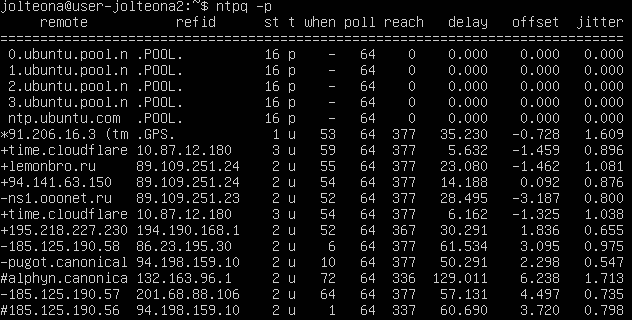 jolteona@user-jolteona2:~$ ntpq -p
     remote           refid      st t when poll reach   delay   offset  jitter
==============================================================================
 0.ubuntu.pool.n .POOL.          16 p    -   64    0    0.000    0.000   0.000
 1.ubuntu.pool.n .POOL.          16 p    -   64    0    0.000    0.000   0.000
 2.ubuntu.pool.n .POOL.          16 p    -   64    0    0.000    0.000   0.000
 3.ubuntu.pool.n .POOL.          16 p    -   64    0    0.000    0.000   0.000
 ntp.ubuntu.com  .POOL.          16 p    -   64    0    0.000    0.000   0.000
*91.206.16.3 (tm .GPS.            1 u   53   64  377   35.230   -0.728   1.609
+time.cloudflare 10.87.12.180     3 u   59   64  377    5.632   -1.459   0.896
+lemonbro.ru     89.109.251.24    2 u   55   64  377   23.080   -1.462   1.081
+94.141.63.150   89.109.251.24    2 u   54   64  377   14.188    0.092   0.876
-ns1.ooonet.ru   89.109.251.23    2 u   52   64  377   28.495   -3.187   0.800
+time.cloudflare 10.87.12.180     3 u   54   64  377    6.162   -1.325   1.038
+195.218.227.230 194.190.168.1    2 u   52   64  367   30.291    1.836   0.655
-185.125.190.58  86.23.195.30     2 u    6   64  377   61.534    3.095   0.975
-pugot.canonical 94.198.159.10    2 u   10   64  377   50.291    2.298   0.547
#alphyn.canonica 132.163.96.1     2 u   72   64  336  129.011    6.238   1.713
-185.125.190.57  201.68.88.106    2 u   64   64  377   57.131    4.497   0.735
#185.125.190.56  94.198.159.10    2 u    1   64  337   60.690    3.720   0.798